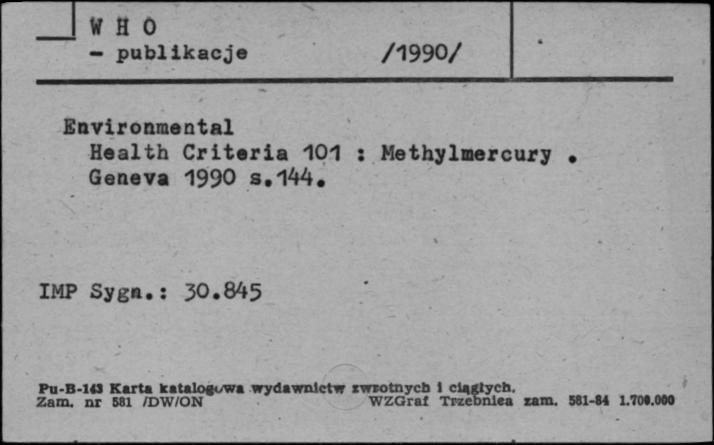 W H O
- publikacje /1990/
Environmental
Health Criteria 101 : Methylmercury .
Geneva 1990 s.144.
IMP Sygn.: 30.845
Pu-B-143 Karta katalogowa wydawnictw zwrotnych i ciągłych.
Zam. nr 581 /DW/ON WZGraf Trzebnica zam. 581-84 1.700.000